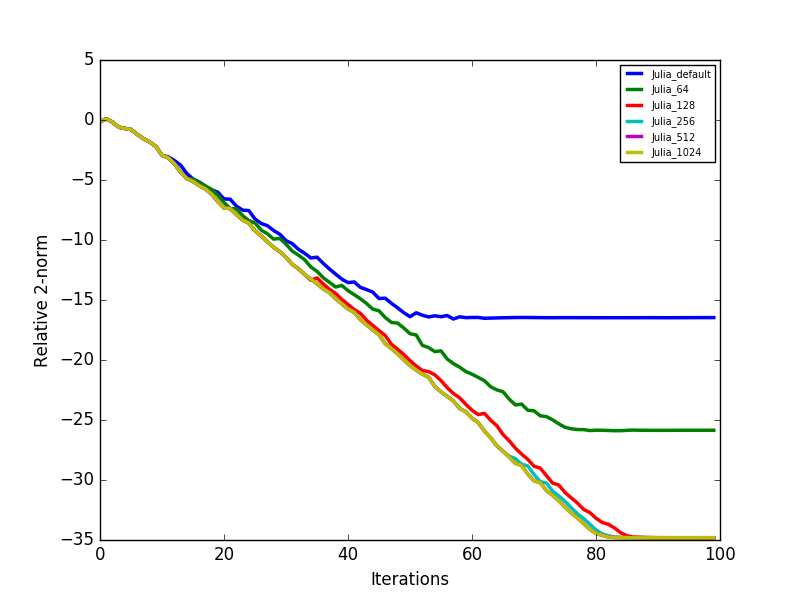 5
0
−5
−10
−15
−20
−25
−30
−35
0
20
40
60
80
100
Iterations
Relative 2-norm
Julia_default
Julia_64
Julia_128
Julia_256
Julia_512
Julia_1024